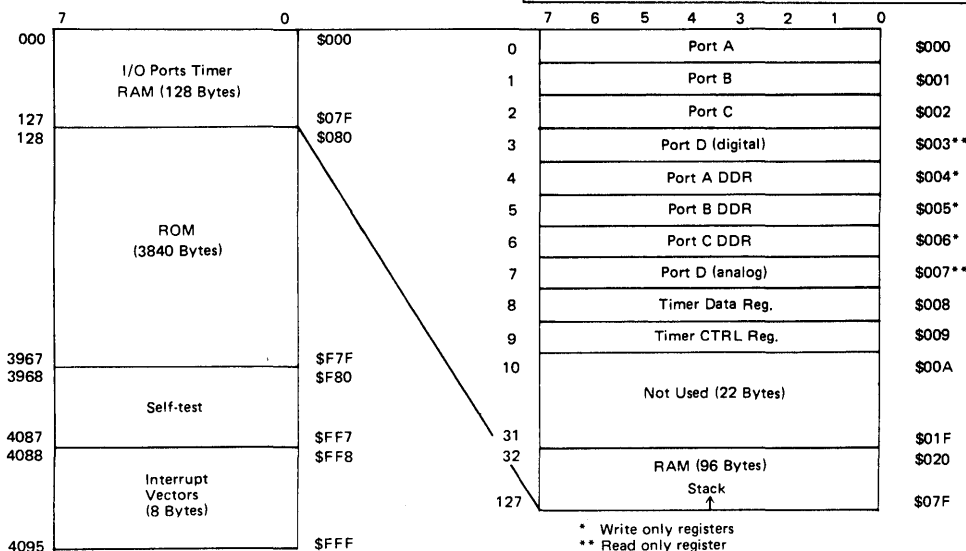 7 0
000 $000
I/O Ports Timer
RAM (128 Bytes)
127 $07F
128 $080
ROM
(3840 Bytes)
3967 $F7F
3968 $F80
Self-test
4087 $FF7
4088 $FF8
Interrupt
Vectors
(8 Bytes)
4095 $FFF
7 6 5 4 3 2 1 0
0 Port A $000
1 Port B $001
2 Port C $002
3 Port D (digital) $003**
4 Port A DDR $004*
5 Port B DDR $005*
6 Port C DDR $006*
7 Port D (analog) $007**
8 Timer Data Reg. $008
9 Timer CTRL Reg. $009
10 $00A
Not Used (22 Bytes)
31 $01F
32 $020
RAM (96 Bytes)
Stack
127 $07F
* Write only registers
** Read only register